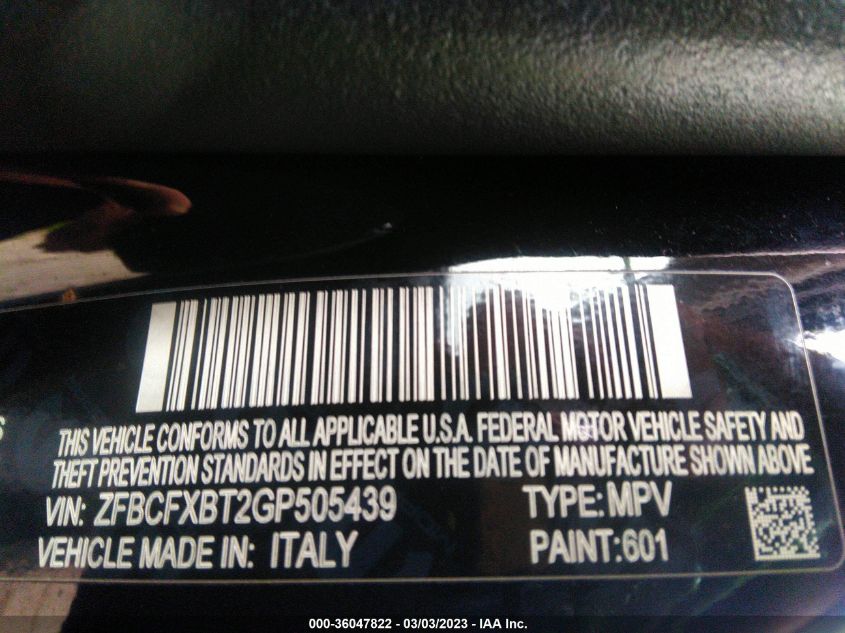 S
THIS VEHICLE CONFORMS TO ALL APPLICABLE U.S.A. FEDERAL MOTOR VEHICLE SAFETY AND
THEFT PREVENTION STANDARDS IN EFFECT ON THE DATE OF MANUFACTURE SHOWN ABOVE
VIN: ZFBCFXBT2GP505439 TYPE: MPV
VEHICLE MADE IN: ITALY PAINT:601
000-36047822 - 03/03/2023 - IAA Inc.